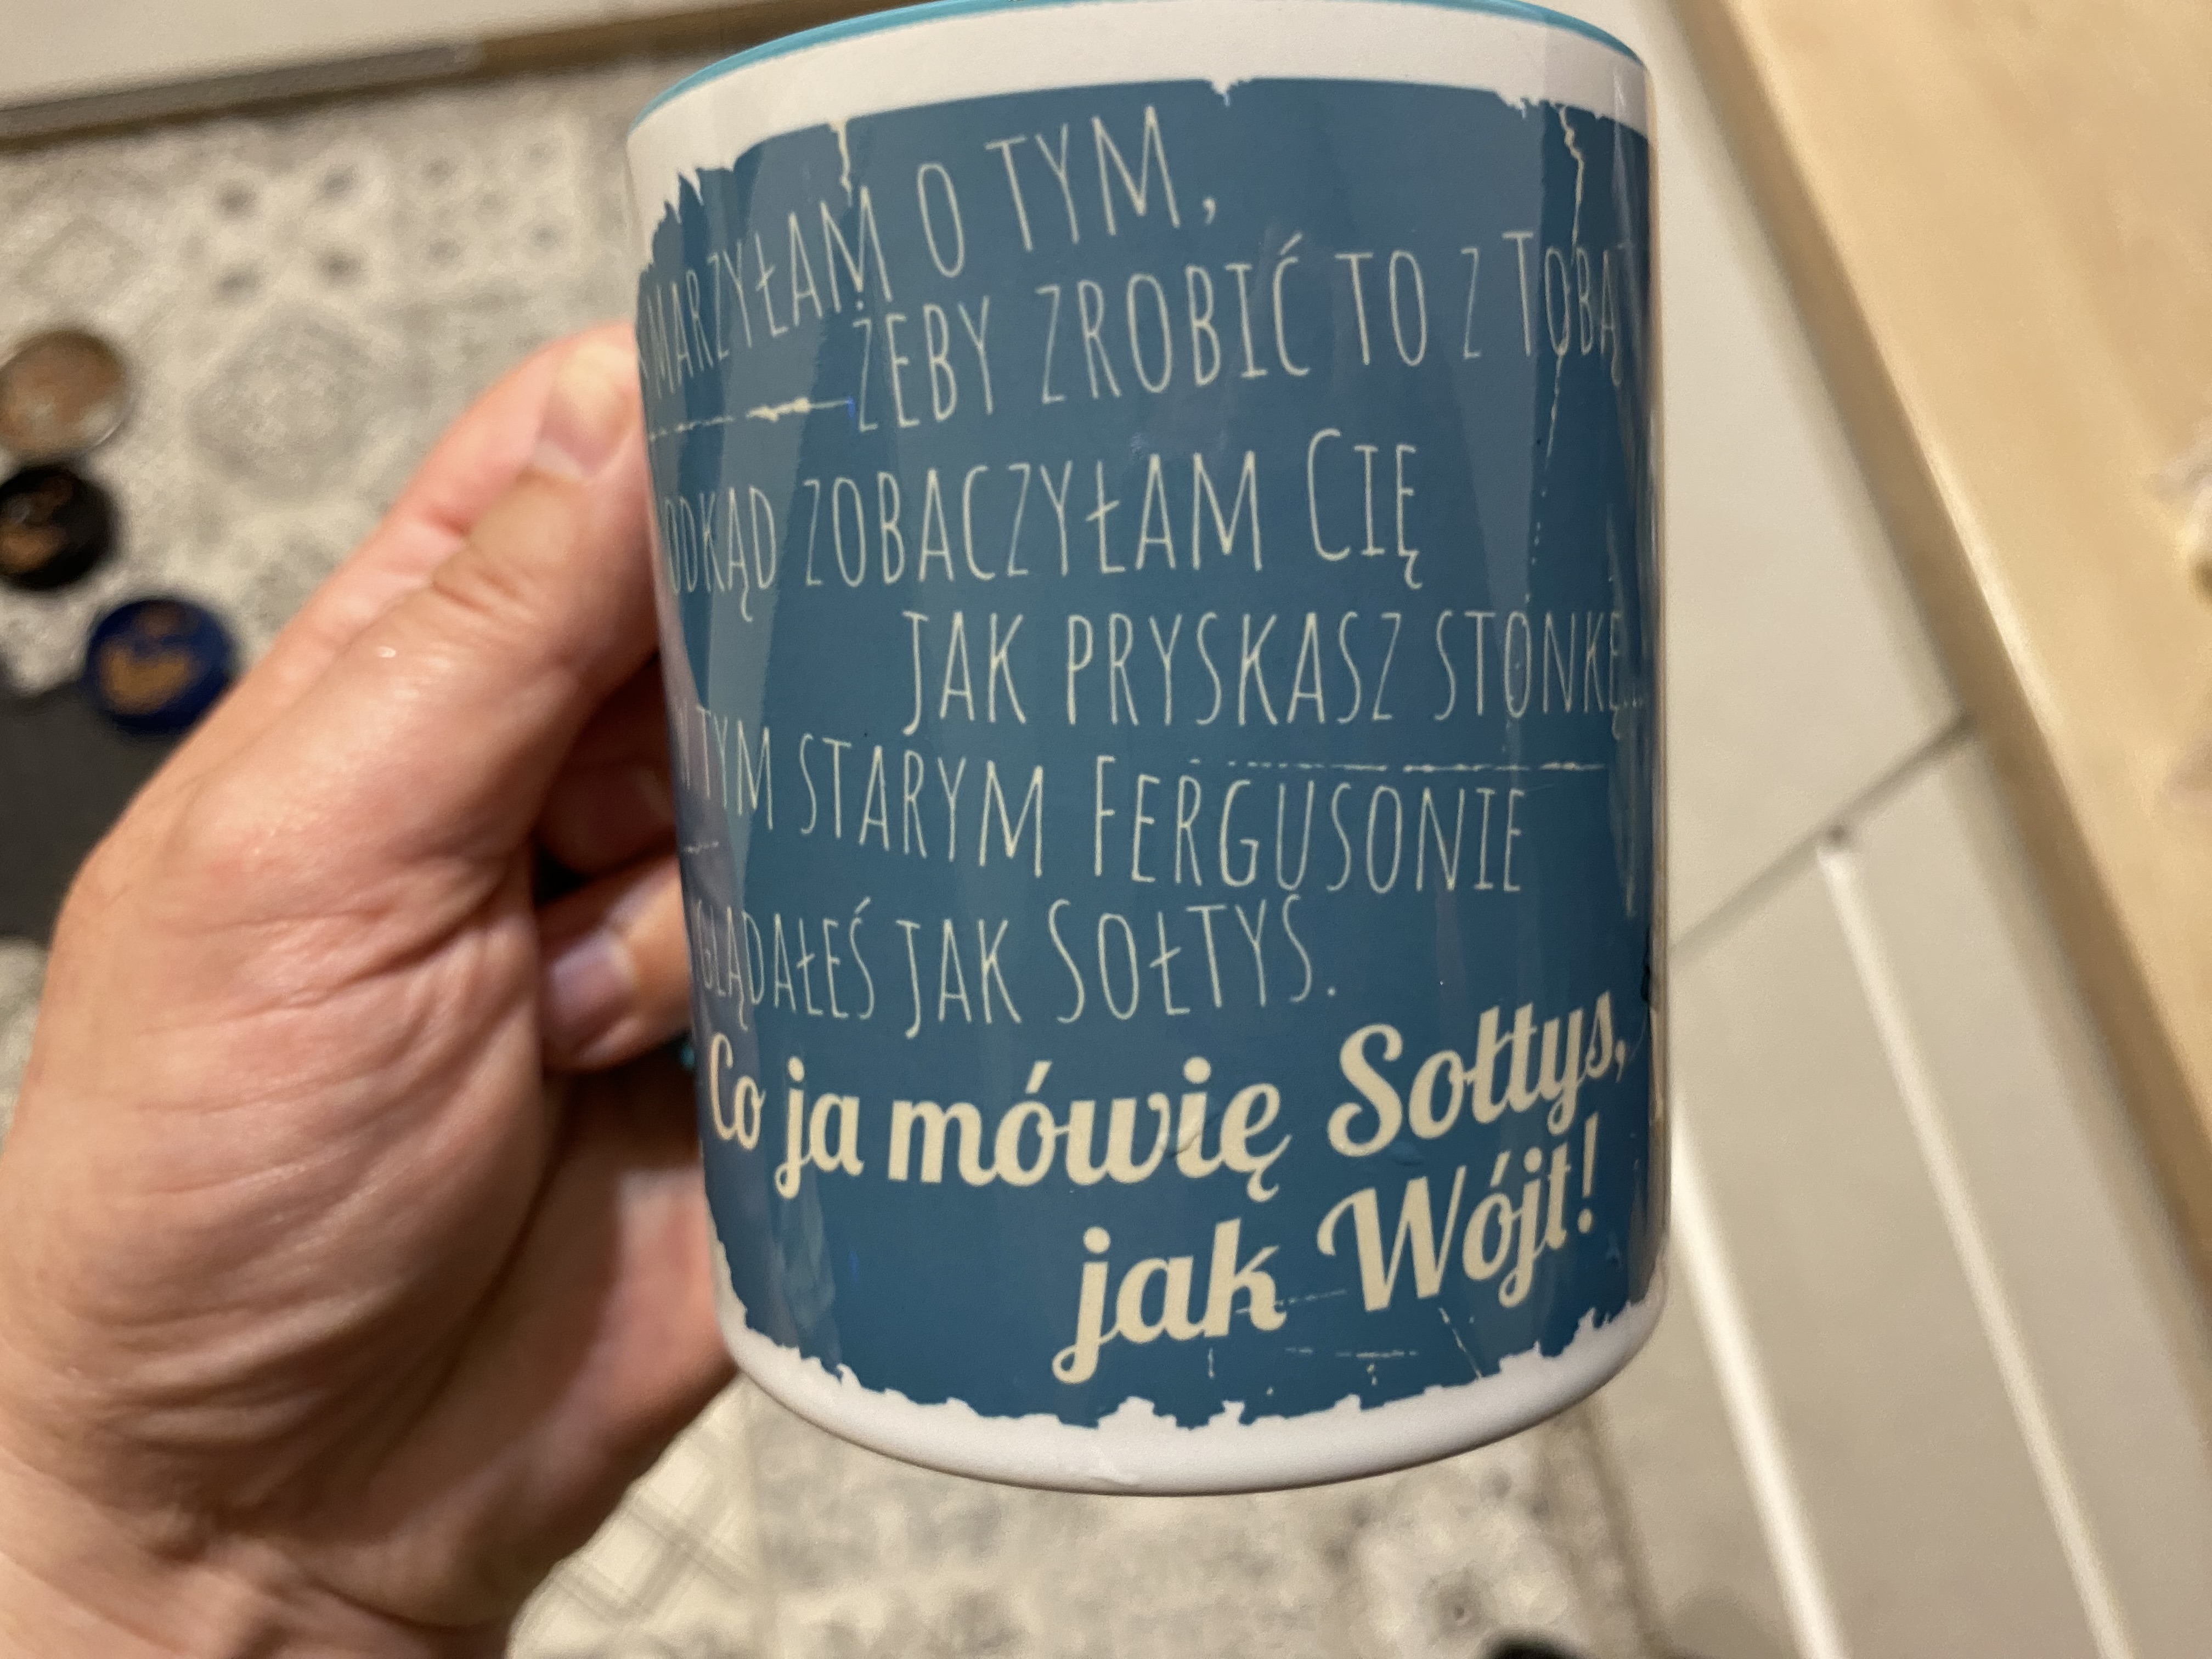 MARZYŁAM O TYM,
ŻEBY ZROBIĆ TO Z TOBĄ
ODKĄD ZOBACZYŁAM CIĘ
JAK PRYSKASZ STONKĘ...
W TYM STARYM FERGUSONIE
GLĄDAŁEŚ JAK SOŁTYS.
Co ja mówię Sołtys,
jak Wójt!